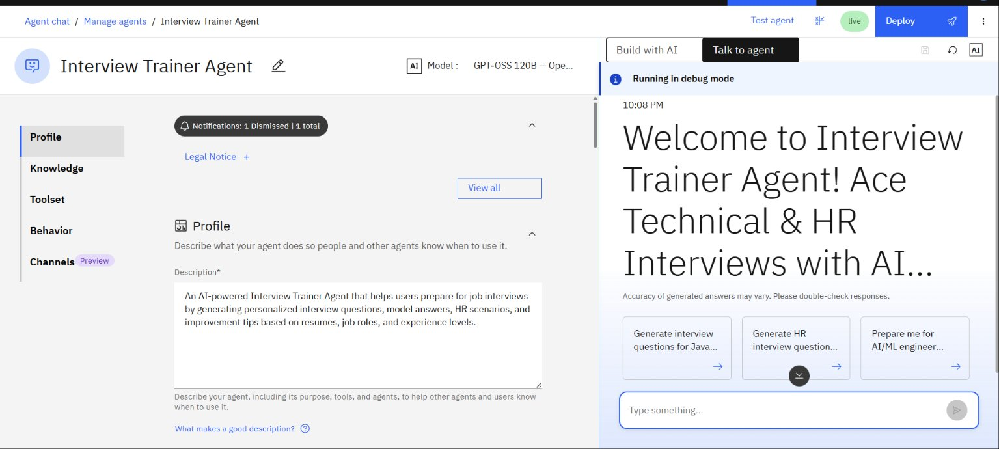 Agent chat / Manage agents / Interview Trainer Agent
Test agent
live
Deploy
Interview Trainer Agent
AI Model : GPT-OSS 120B — Ope...
Build with AI
Talk to agent
AI
Running in debug mode
Profile
Knowledge
Toolset
Behavior
Channels Preview
Notifications: 1 Dismissed | 1 total
Legal Notice +
View all
Profile
Describe what your agent does so people and other agents know when to use it.
Description*
An AI-powered Interview Trainer Agent that helps users prepare for job interviews
by generating personalized interview questions, model answers, HR scenarios, and
improvement tips based on resumes, job roles, and experience levels.
Describe your agent, including its purpose, tools, and agents, to help other agents and users know
when to use it.
What makes a good description?
10:08 PM
Welcome to Interview
Trainer Agent! Ace
Technical & HR
Interviews with AI...
Accuracy of generated answers may vary. Please double-check responses.
Generate interview
questions for Java...
Generate HR
interview question...
Prepare me for
AI/ML engineer...
Type something...